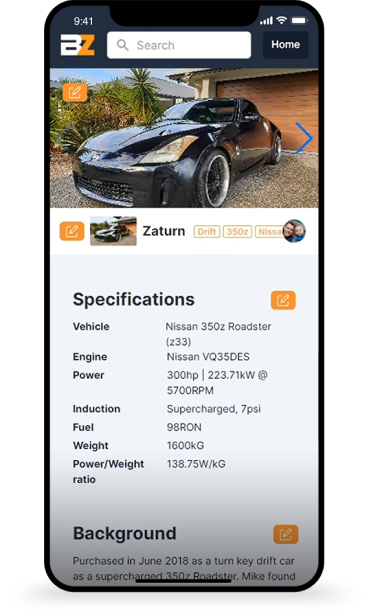 9:41
BZ
Search
Home
Zaturn Drift 350z Nissa
Specifications
Vehicle Nissan 350z Roadster
(z33)
Engine Nissan VQ35DES
Power 300hp | 223.71kW @
5700RPM
Induction Supercharged, 7psi
Fuel 98RON
Weight 1600kG
Power/Weight 138.75W/kG
ratio
Background
Purchased in June 2018 as a turn key drift car
as a supercharged 350z Roadster. Mike found